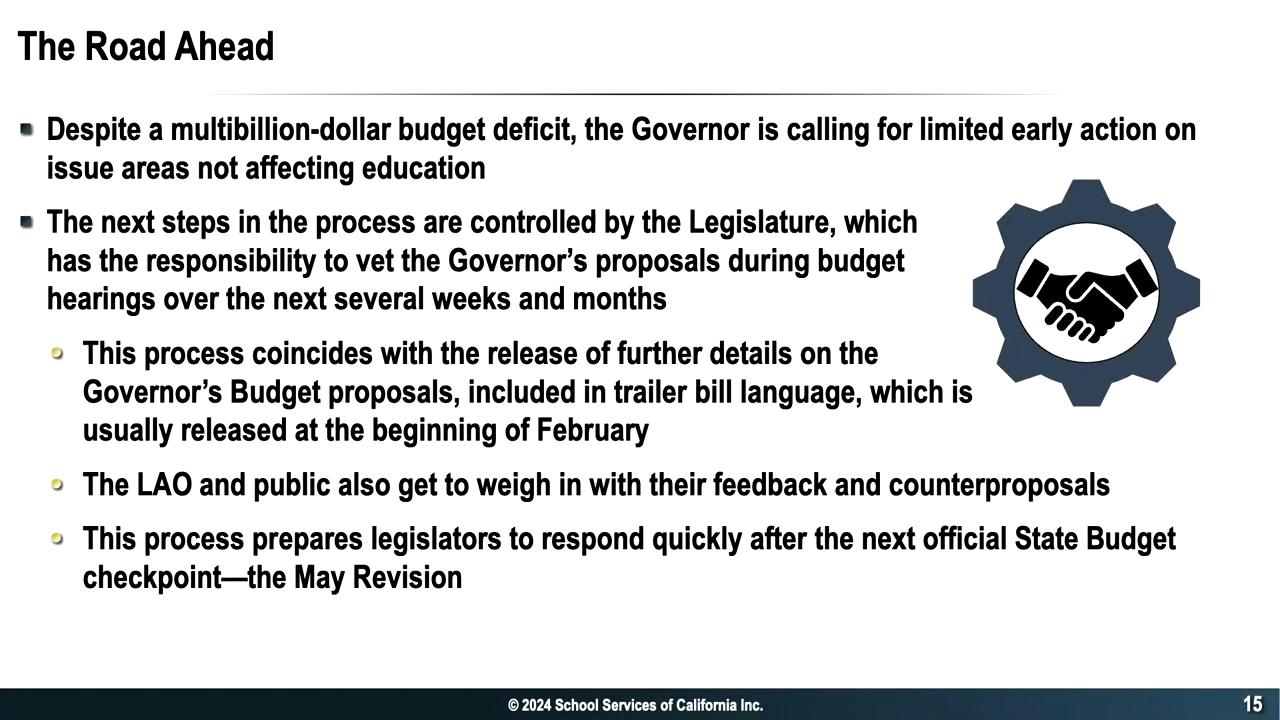 The Road Ahead
Despite a multibillion-dollar budget deficit, the Governor is calling for limited early action on
issue areas not affecting education
The next steps in the process are controlled by the Legislature, which
has the responsibility to vet the Governor’s proposals during budget
hearings over the next several weeks and months
This process coincides with the release of further details on the
Governor’s Budget proposals, included in trailer bill language, which is
usually released at the beginning of February
The LAO and public also get to weigh in with their feedback and counterproposals
This process prepares legislators to respond quickly after the next official State Budget
checkpoint—the May Revision
© 2024 School Services of California Inc.
15